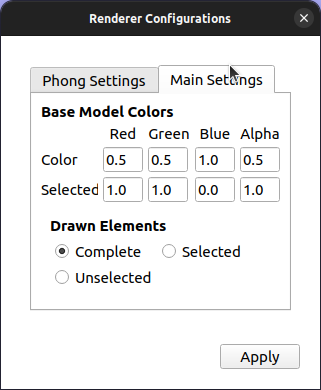 Renderer Configurations
Phong Settings Main Settings
Base Model Colors
Red Green Blue Alpha
Color 0.5 0.5 1.0 0.5
Selected 1.0 1.0 0.0 1.0
Drawn Elements
Complete Selected
Unselected
Apply